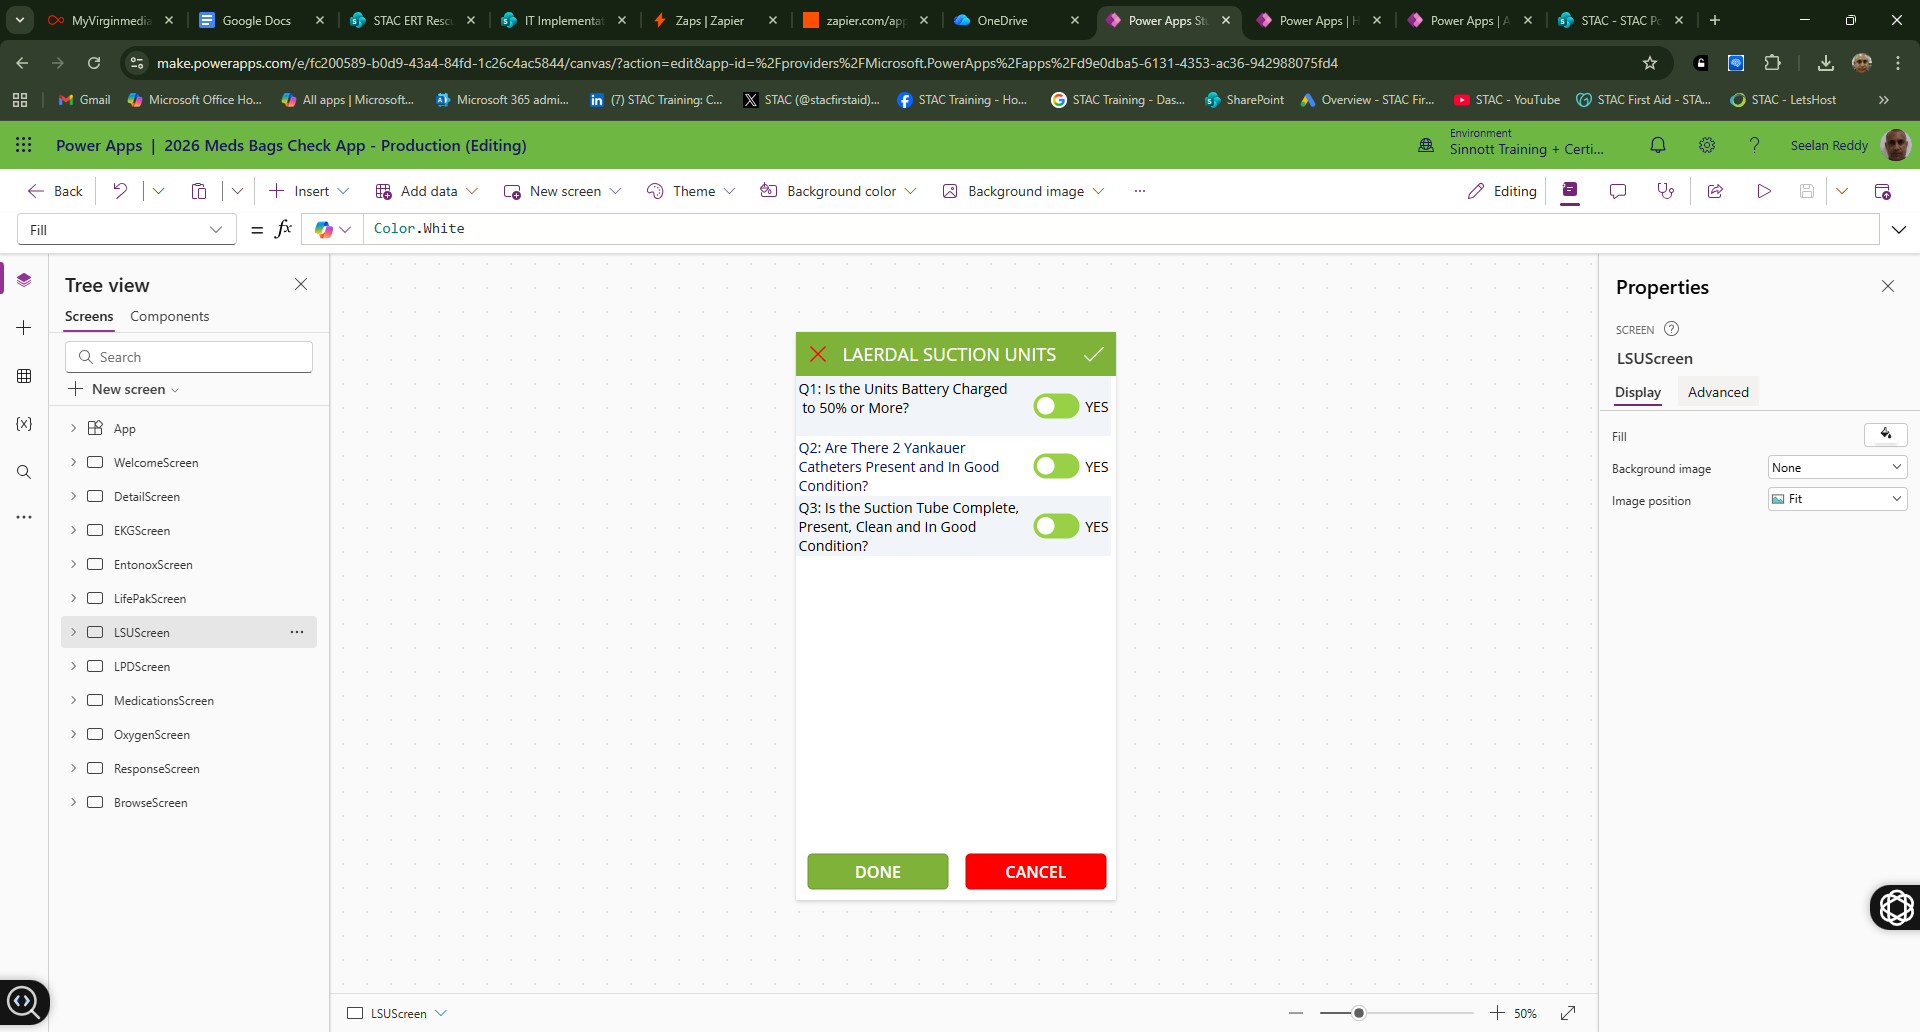 MyVirginmedia
Google Docs
STAC ERT Resc
IT Implementat
Zaps | Zapier
zapier.com/app
OneDrive
Power Apps Stu
Power Apps | H
Power Apps | A
STAC - STAC Po
make.powerapps.com/e/fc200589-b0d9-43a4-84fd-1c26c4ac5844/canvas/?action=edit&app-id=%2Fproviders%2FMicrosoft.PowerApps%2Fapps%2Fd9e0dba5-6131-4353-ac36-942988075fd4
Gmail
Microsoft Office Ho...
All apps | Microsoft...
Microsoft 365 admi...
(7) STAC Training: C...
STAC (@stacfirstaid)...
STAC Training - Ho...
STAC Training - Das...
SharePoint
Overview - STAC Fir...
STAC - YouTube
STAC First Aid - STA...
STAC - LetsHost
Power Apps | 2026 Meds Bags Check App - Production (Editing)
Environment
Sinnott Training + Certi...
Seelan Reddy
Back
Insert
Add data
New screen
Theme
Background color
Background image
Editing
Fill
= fx
Color.White
Tree view
Screens
Components
Search
New screen
App
WelcomeScreen
DetailScreen
EKGScreen
EntonoxScreen
LifePakScreen
LSUScreen
LPDScreen
MedicationsScreen
OxygenScreen
ResponseScreen
BrowseScreen
LAERDAL SUCTION UNITS
Q1: Is the Units Battery Charged
to 50% or More?
YES
Q2: Are There 2 Yankauer
Catheters Present and In Good
Condition?
YES
Q3: Is the Suction Tube Complete,
Present, Clean and In Good
Condition?
YES
DONE
CANCEL
Properties
SCREEN
LSUScreen
Display
Advanced
Fill
Background image
None
Image position
Fit
LSUScreen
50%